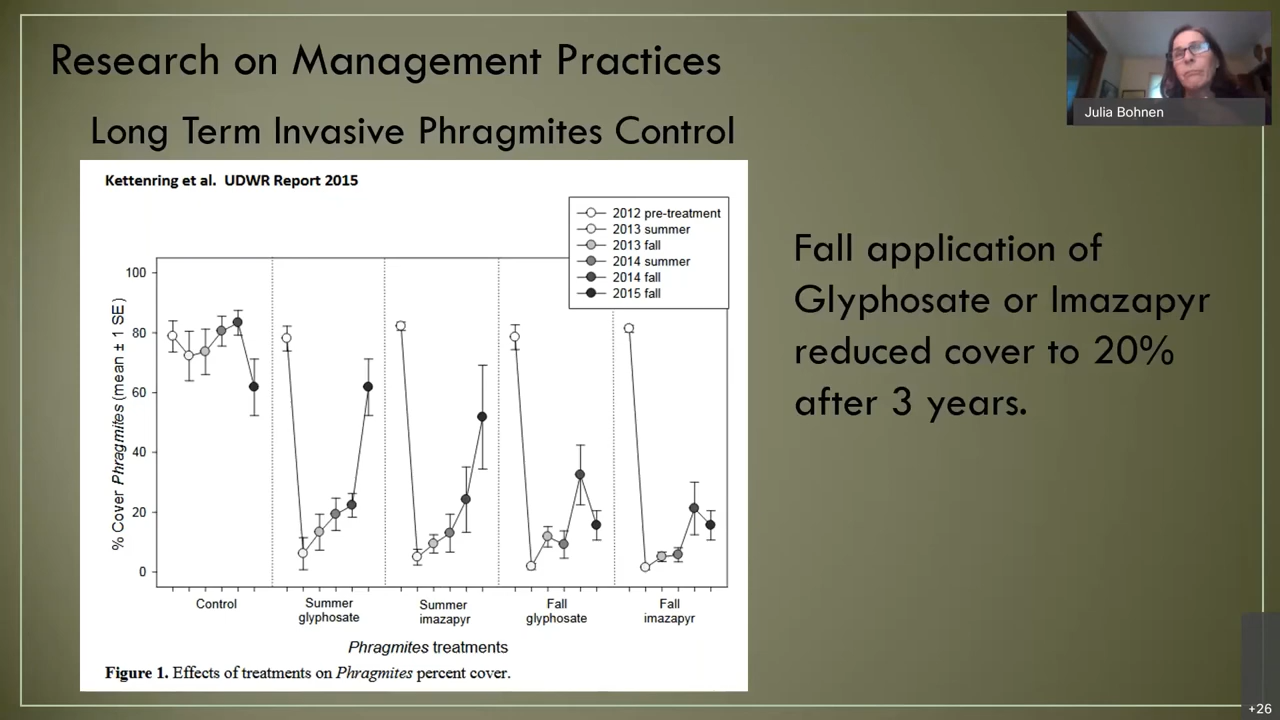 Research on Management Practices
Long Term Invasive Phragmites Control
Julia Bohnen
Kettenring et al. UDWR Report 2015
2012 pre-treatment
2013 summer
2013 fall
2014 summer
2014 fall
2015 fall
100
80
60
40
20
0
% Cover Phragmites (mean ± 1 SE)
Control
Summer
glyphosate
Summer
imazapyr
Fall
glyphosate
Fall
imazapyr
Phragmites treatments
Figure 1. Effects of treatments on Phragmites percent cover.
Fall application of
Glyphosate or Imazapyr
reduced cover to 20%
after 3 years.
+26